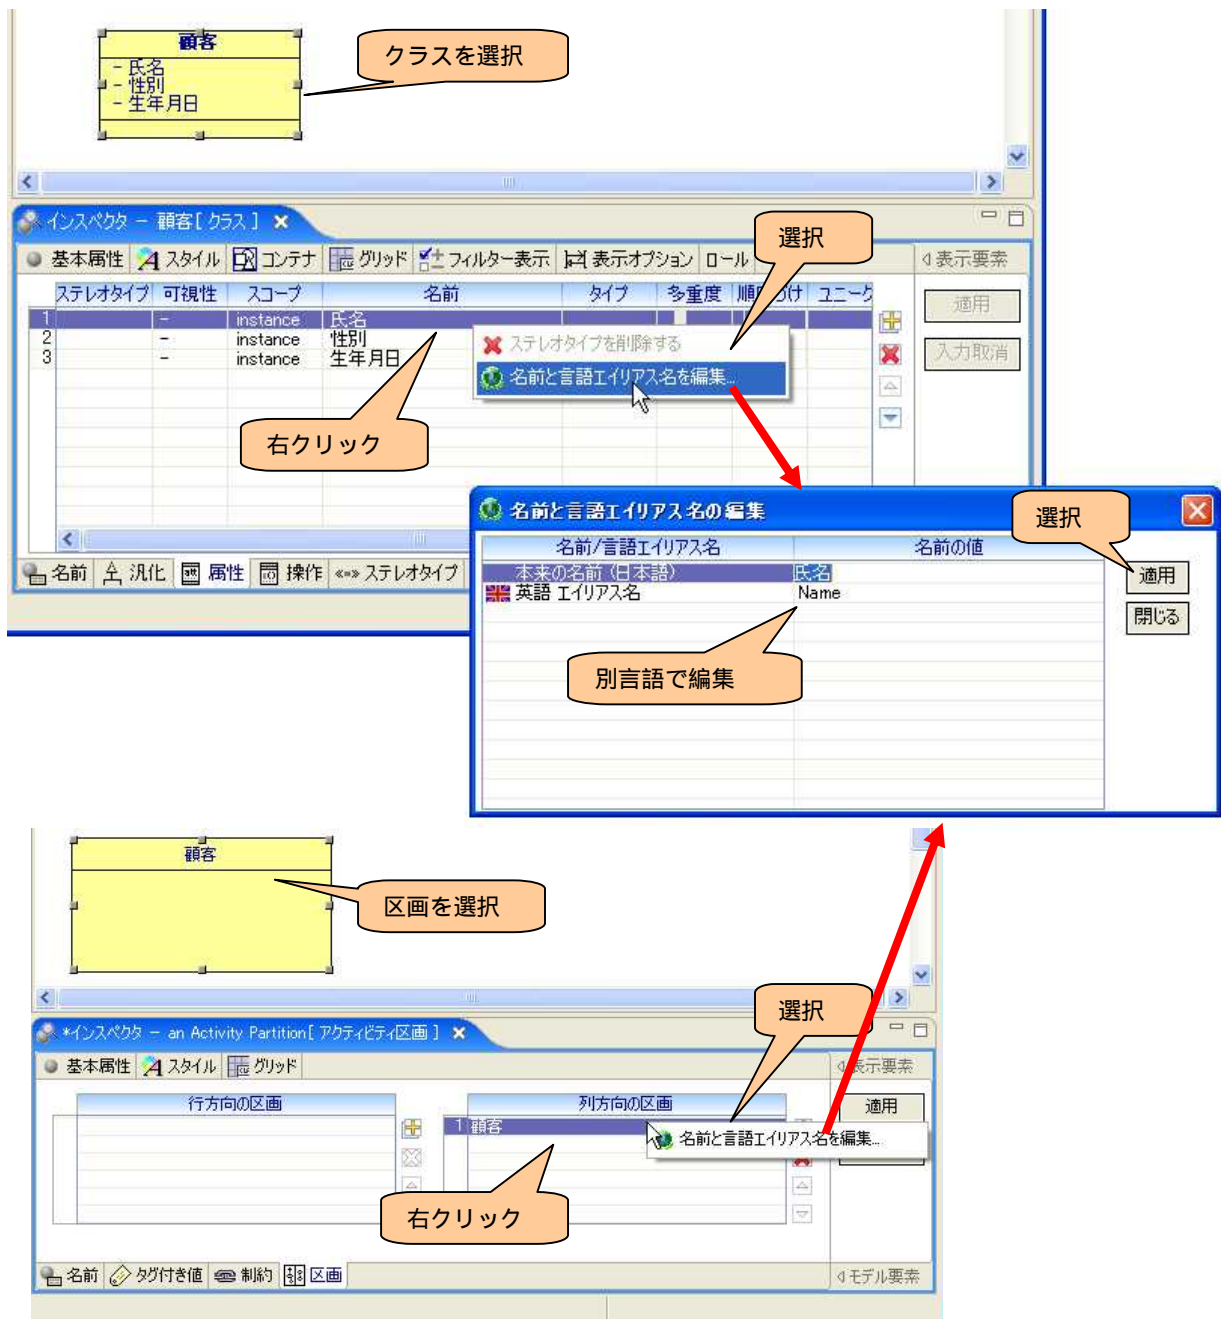 顧客
- 氏名
- 性別
- 生年月日
クラスを選択
インスペクタ - 顧客[ クラス ]
選択
基本属性 スタイル コンテナ グリッド フィルター表示 表示オプション ロール
表示要素
ステレオタイプ 可視性 スコープ 名前 タイプ 多重度
適用
1 - instance 氏名
2 - instance 性別
3 - instance 生年月日
入力取消
ステレオタイプを削除する
名前と言語エイリアス名を編集...
右クリック
名前と言語エイリアス名の編集
選択
名前/言語エイリアス名 名前の値
本来の名前 (日本語) 氏名
英語 エイリアス名 Name
適用
閉じる
別言語で編集
名前 汎化 属性 操作 ステレオタイプ
顧客
区画を選択
選択
*インスペクタ - an Activity Partition[ アクティビティ区画 ]
基本属性 スタイル グリッド
表示要素
行方向の区画 列方向の区画
適用
1 顧客
名前と言語エイリアス名を編集...
右クリック
名前 タグ付き値 制約 区画
モデル要素